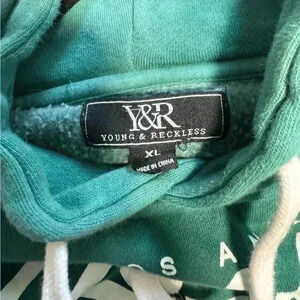 Y&R
YOUNG & RECKLESS
XL
MADE IN CHINA
S A